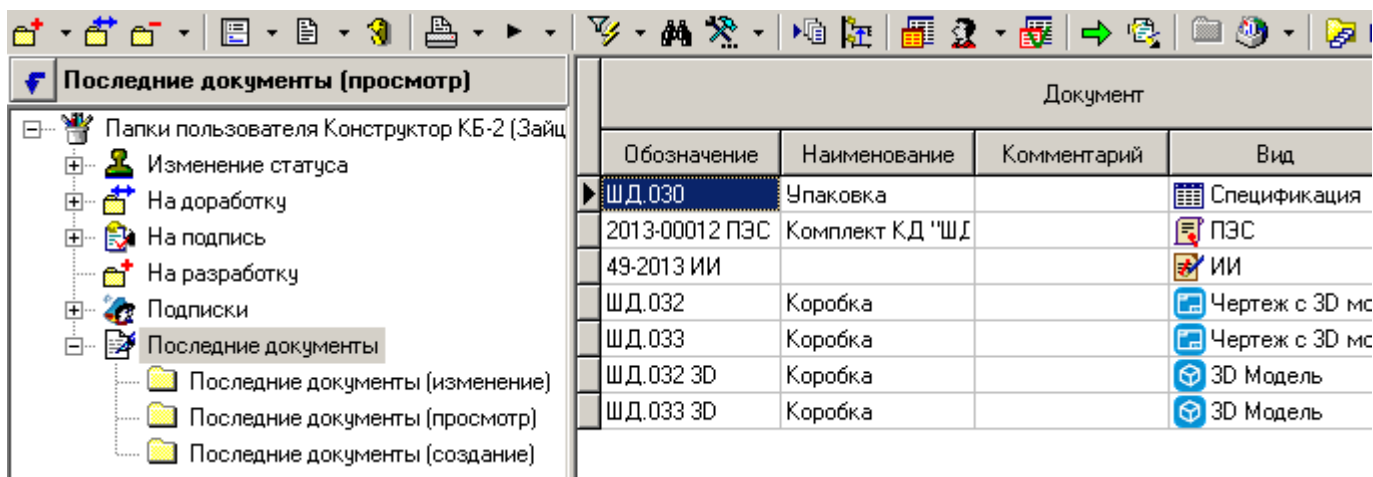 Последние документы (просмотр)
Папки пользователя Конструктор КБ-2 (Зайц
Изменение статуса
На доработку
На подпись
На разработку
Подписки
Последние документы
Последние документы (изменение)
Последние документы (просмотр)
Последние документы (создание)
Документ
Обозначение Наименование Комментарий Вид
ШД.030 Упаковка Спецификация
2013-00012 ПЭС Комплект КД "ШД ПЭС
49-2013 ИИ ИИ
ШД.032 Коробка Чертеж с 3D мо
ШД.033 Коробка Чертеж с 3D мо
ШД.032 3D Коробка 3D Модель
ШД.033 3D Коробка 3D Модель